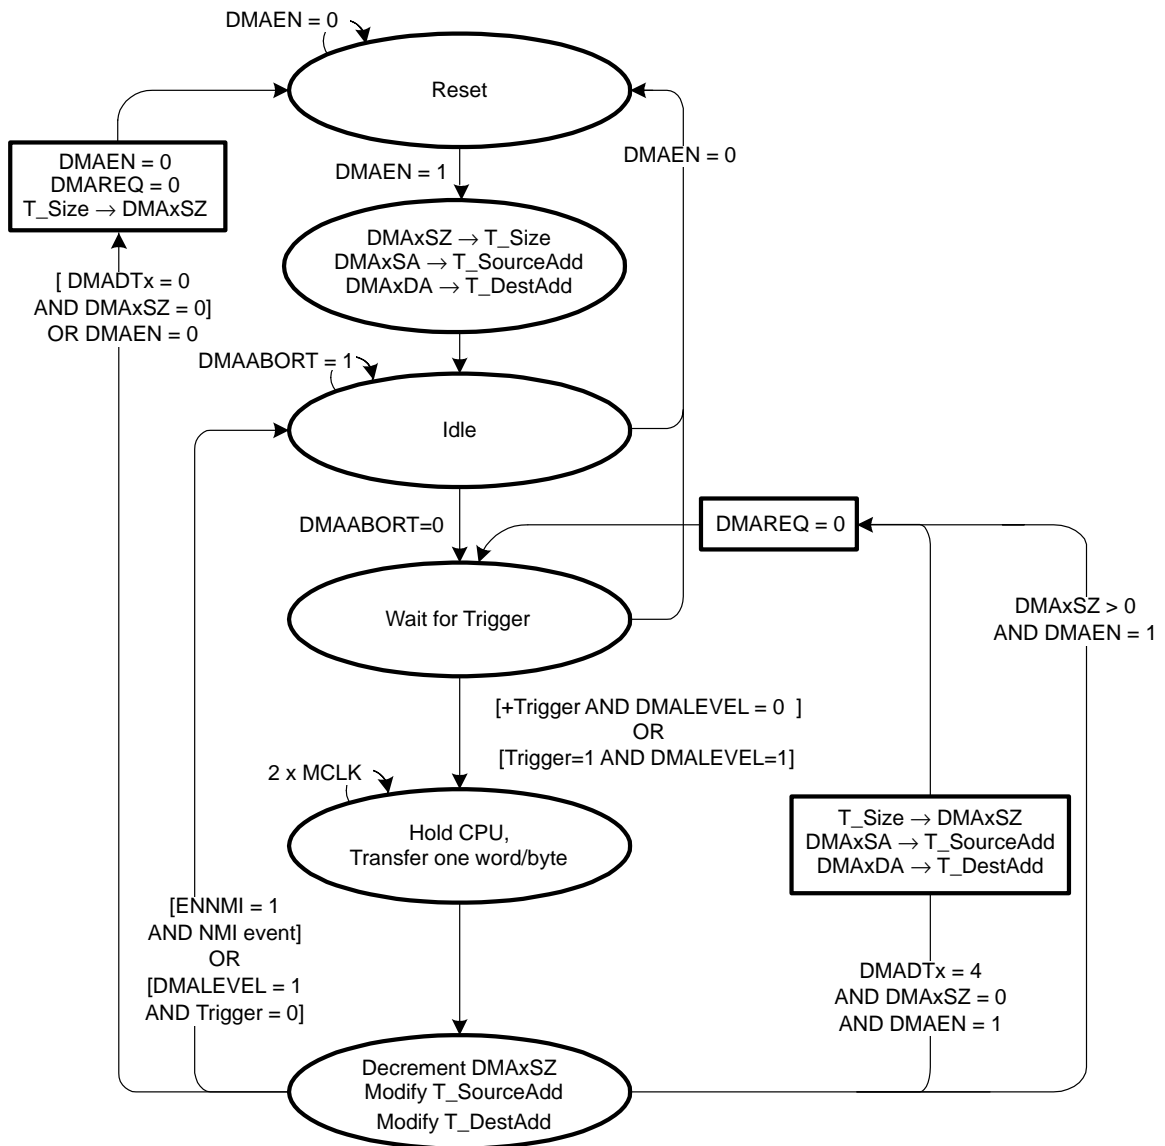 DMAEN = 0
Reset
DMAEN = 0
DMAREQ = 0
T_Size → DMAxSZ
DMAEN = 1
DMAEN = 0
DMAxSZ → T_Size
DMAxSA → T_SourceAdd
DMAxDA → T_DestAdd
[ DMADTx = 0
AND DMAxSZ = 0]
OR DMAEN = 0
DMAABORT = 1
Idle
DMAABORT=0
DMAREQ = 0
Wait for Trigger
DMAxSZ > 0
AND DMAEN = 1
[+Trigger AND DMALEVEL = 0 ]
OR
[Trigger=1 AND DMALEVEL=1]
2 x MCLK
Hold CPU,
Transfer one word/byte
T_Size → DMAxSZ
DMAxSA → T_SourceAdd
DMAxDA → T_DestAdd
[ENNMI = 1
AND NMI event]
OR
[DMALEVEL = 1
AND Trigger = 0]
DMADTx = 4
AND DMAxSZ = 0
AND DMAEN = 1
Decrement DMAxSZ
Modify T_SourceAdd
Modify T_DestAdd